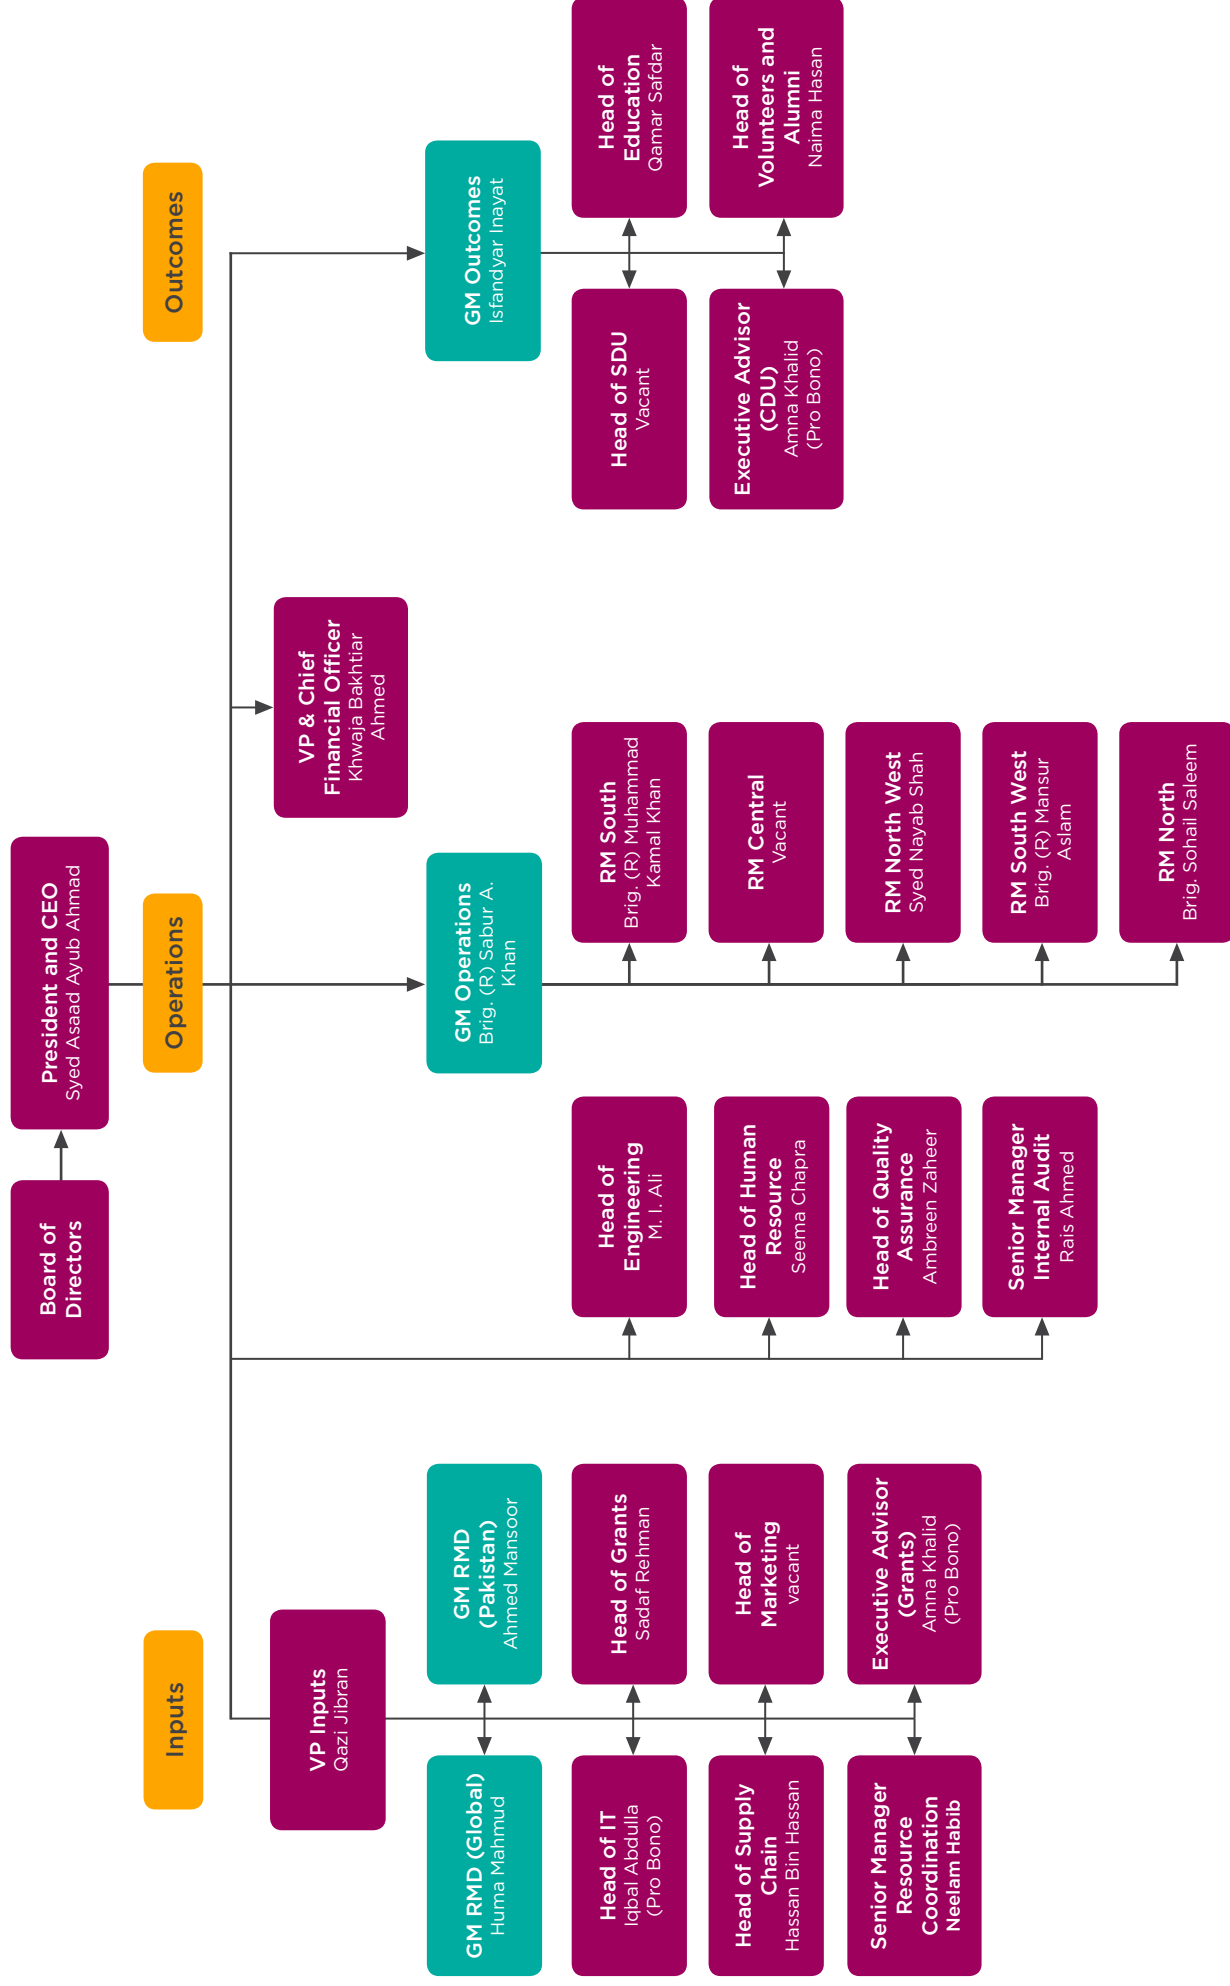 Board of
Directors
President and CEO
Syed Asaad Ayub Ahmad
Inputs
Operations
Outcomes
VP Inputs
Qazi Jibran
VP & Chief
Financial Officer
Khwaja Bakhtiar
Ahmed
GM RMD (Global)
Huma Mahmud
GM RMD
(Pakistan)
Ahmed Mansoor
GM Operations
Brig. (R) Sabur A.
Khan
GM Outcomes
Isfandyar Inayat
Head of IT
Iqbal Abdulla
(Pro Bono)
Head of Grants
Sadaf Rehman
Head of
Engineering
M. I. Ali
RM South
Brig. (R) Muhammad
Kamal Khan
Head of SDU
Vacant
Head of
Education
Qamar Safdar
Head of Supply
Chain
Hassan Bin Hassan
Head of
Marketing
vacant
Head of Human
Resource
Seema Chapra
RM Central
Vacant
Executive Advisor
(CDU)
Amna Khalid
(Pro Bono)
Head of
Volunteers and
Alumni
Naima Hasan
Senior Manager
Resource
Coordination
Neelam Habib
Executive Advisor
(Grants)
Amna Khalid
(Pro Bono)
Head of Quality
Assurance
Ambreen Zaheer
RM North West
Syed Nayab Shah
Senior Manager
Internal Audit
Rais Ahmed
RM South West
Brig. (R) Mansur
Aslam
RM North
Brig. Sohail Saleem